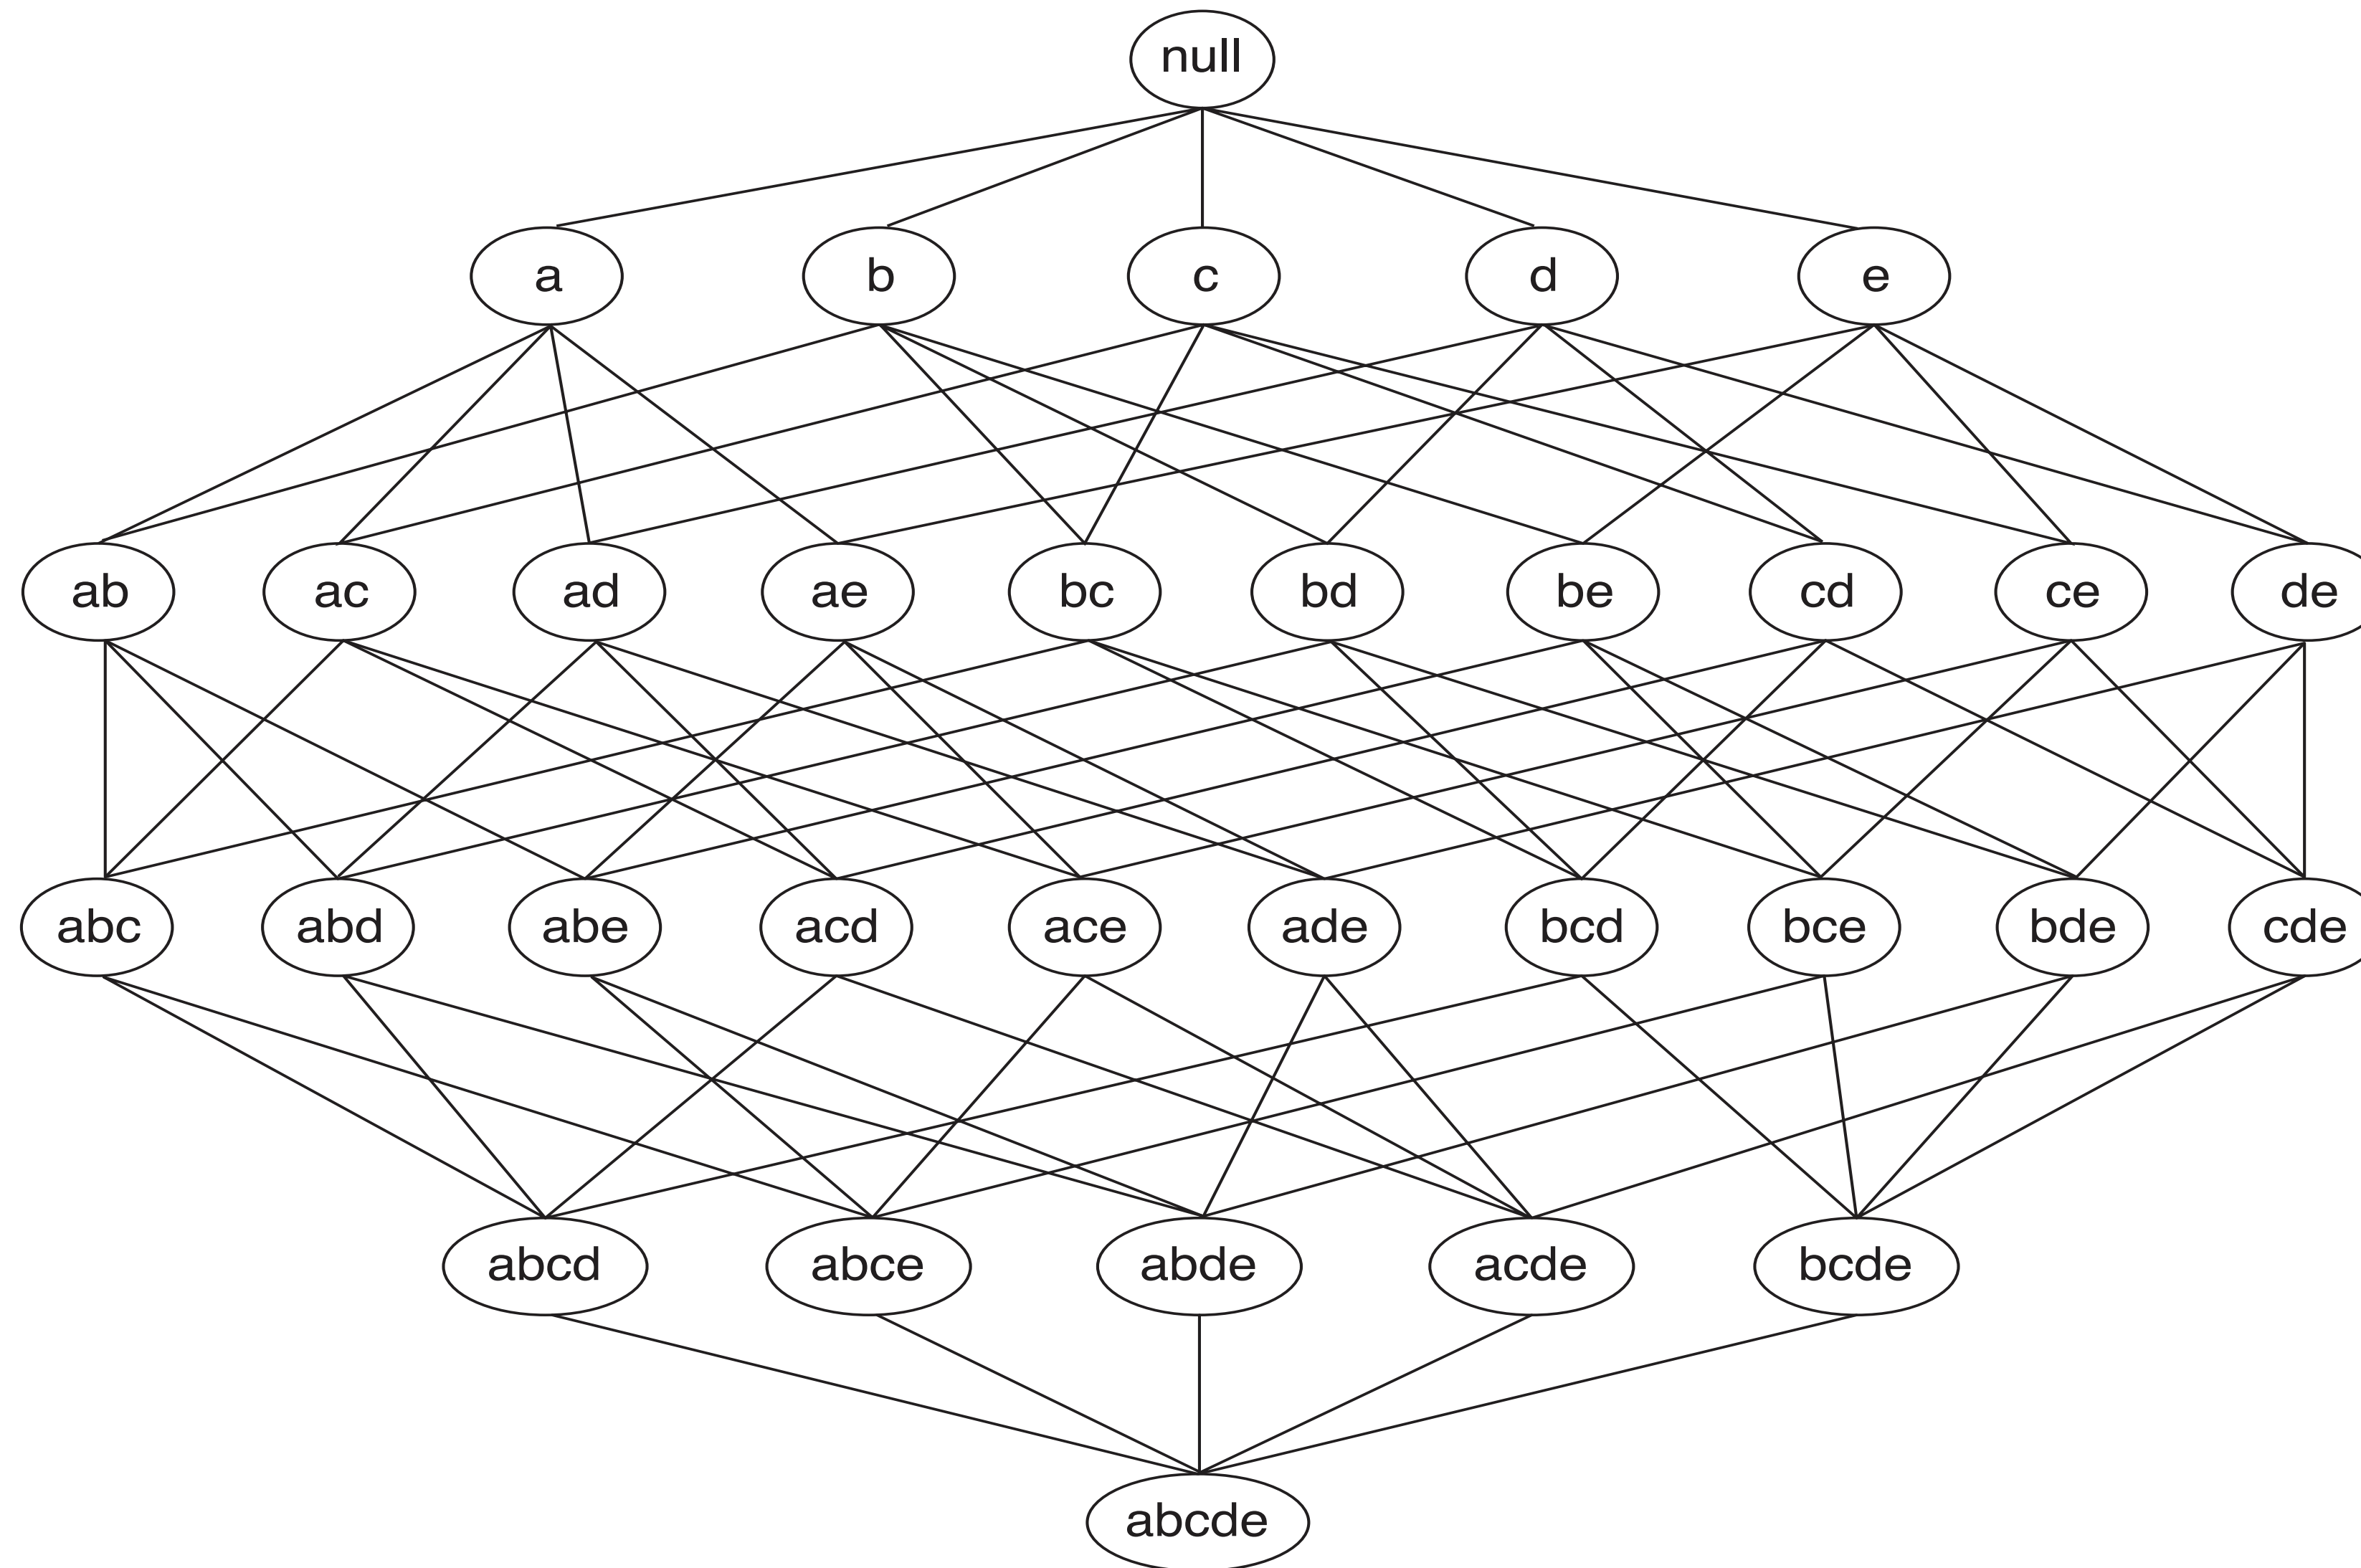 null
a b c d e
ab ac ad ae bc bd be cd ce de
abc abd abe acd ace ade bcd bce bde cde
abcd abce abde acde bcde
abcde